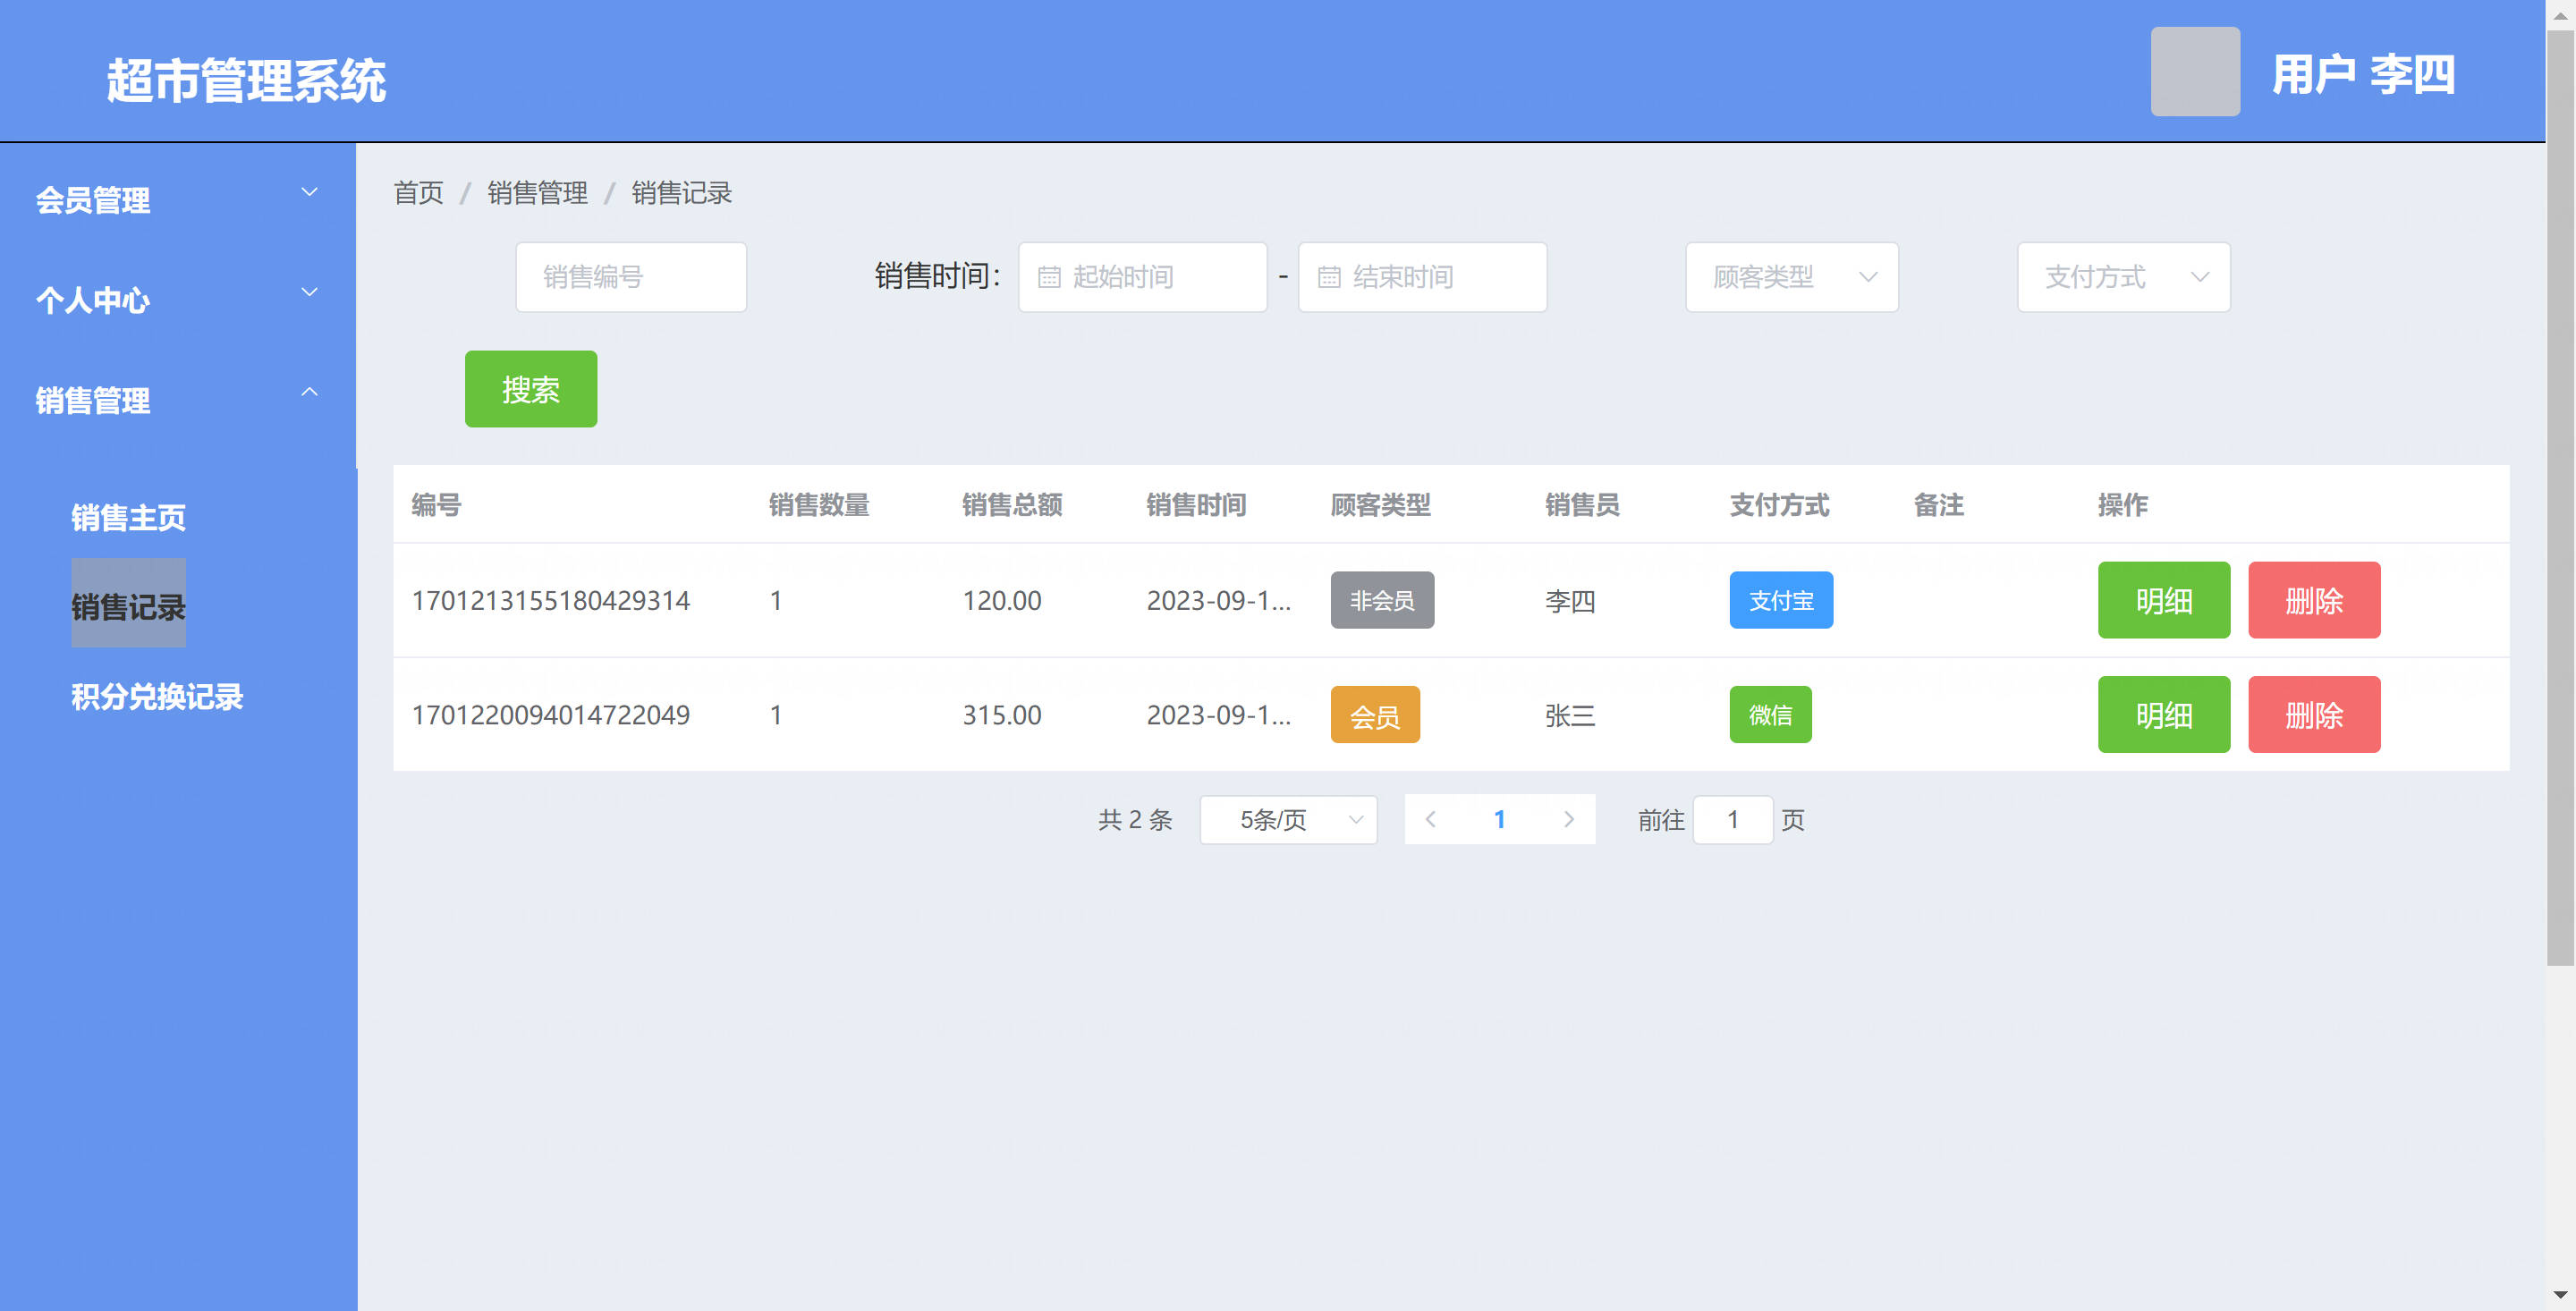 超市管理系统
用户 李四
会员管理
个人中心
销售管理
销售主页
销售记录
积分兑换记录
首页 / 销售管理 / 销售记录
销售编号 销售时间: 起始时间 - 结束时间 顾客类型 支付方式
搜索
编号 销售数量 销售总额 销售时间 顾客类型 销售员 支付方式 备注 操作
1701213155180429314 1 120.00 2023-09-1... 非会员 李四 支付宝 明细 删除
1701220094014722049 1 315.00 2023-09-1... 会员 张三 微信 明细 删除
共 2 条 5条/页 1 前往 1 页